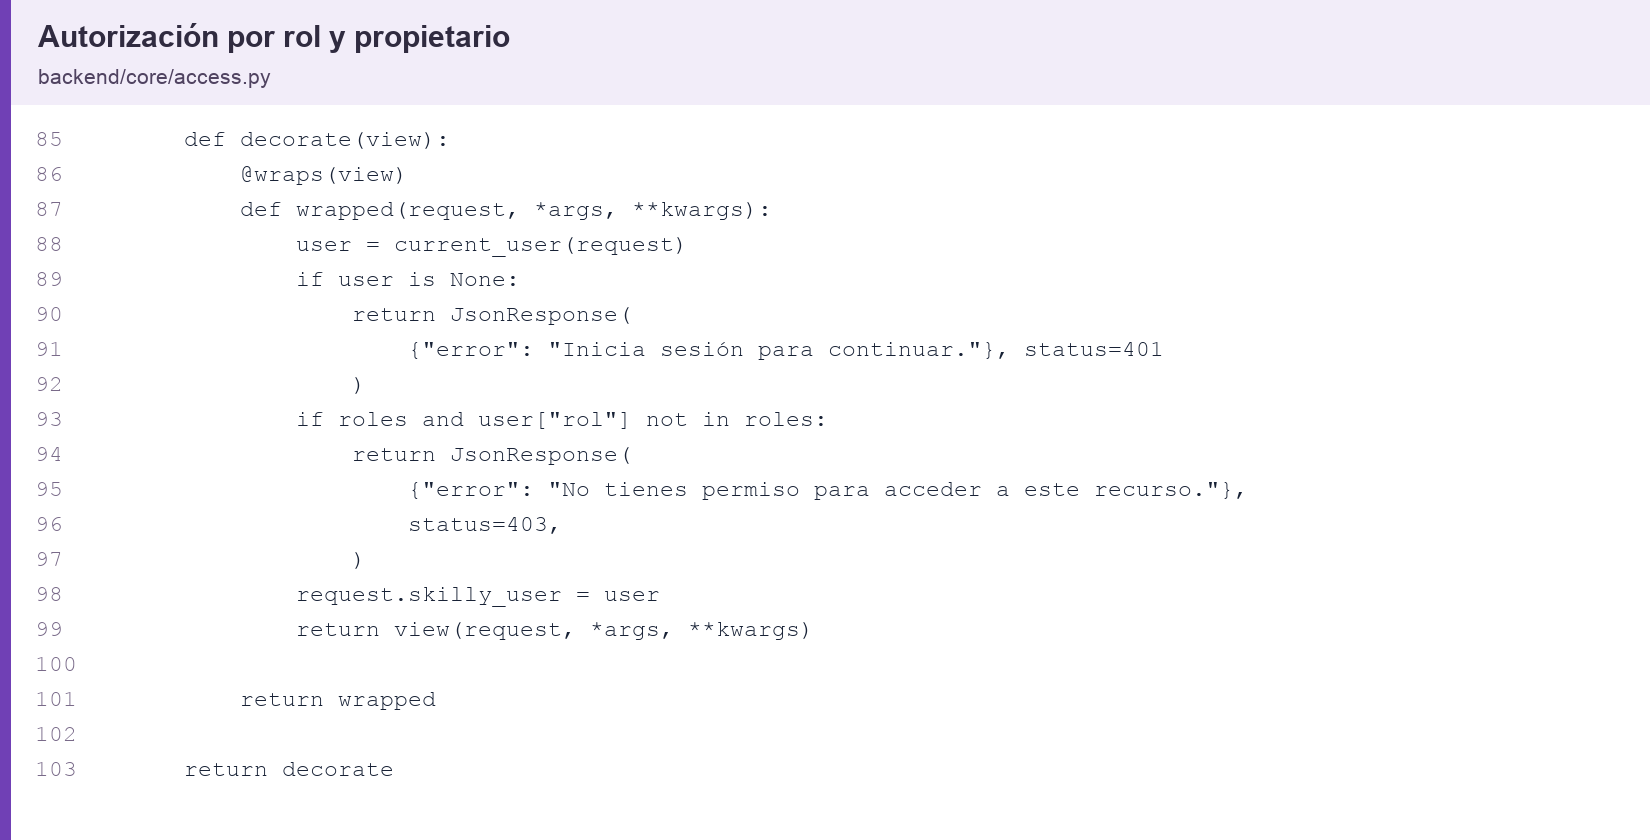 Autorización por rol y propietario
backend/core/access.py
85        def decorate(view):
86            @wraps(view)
87            def wrapped(request, *args, **kwargs):
88                user = current_user(request)
89                if user is None:
90                    return JsonResponse(
91                        {"error": "Inicia sesión para continuar."}, status=401
92                    )
93                if roles and user["rol"] not in roles:
94                    return JsonResponse(
95                        {"error": "No tienes permiso para acceder a este recurso."},
96                        status=403,
97                    )
98                request.skilly_user = user
99                return view(request, *args, **kwargs)
100
101            return wrapped
102
103        return decorate